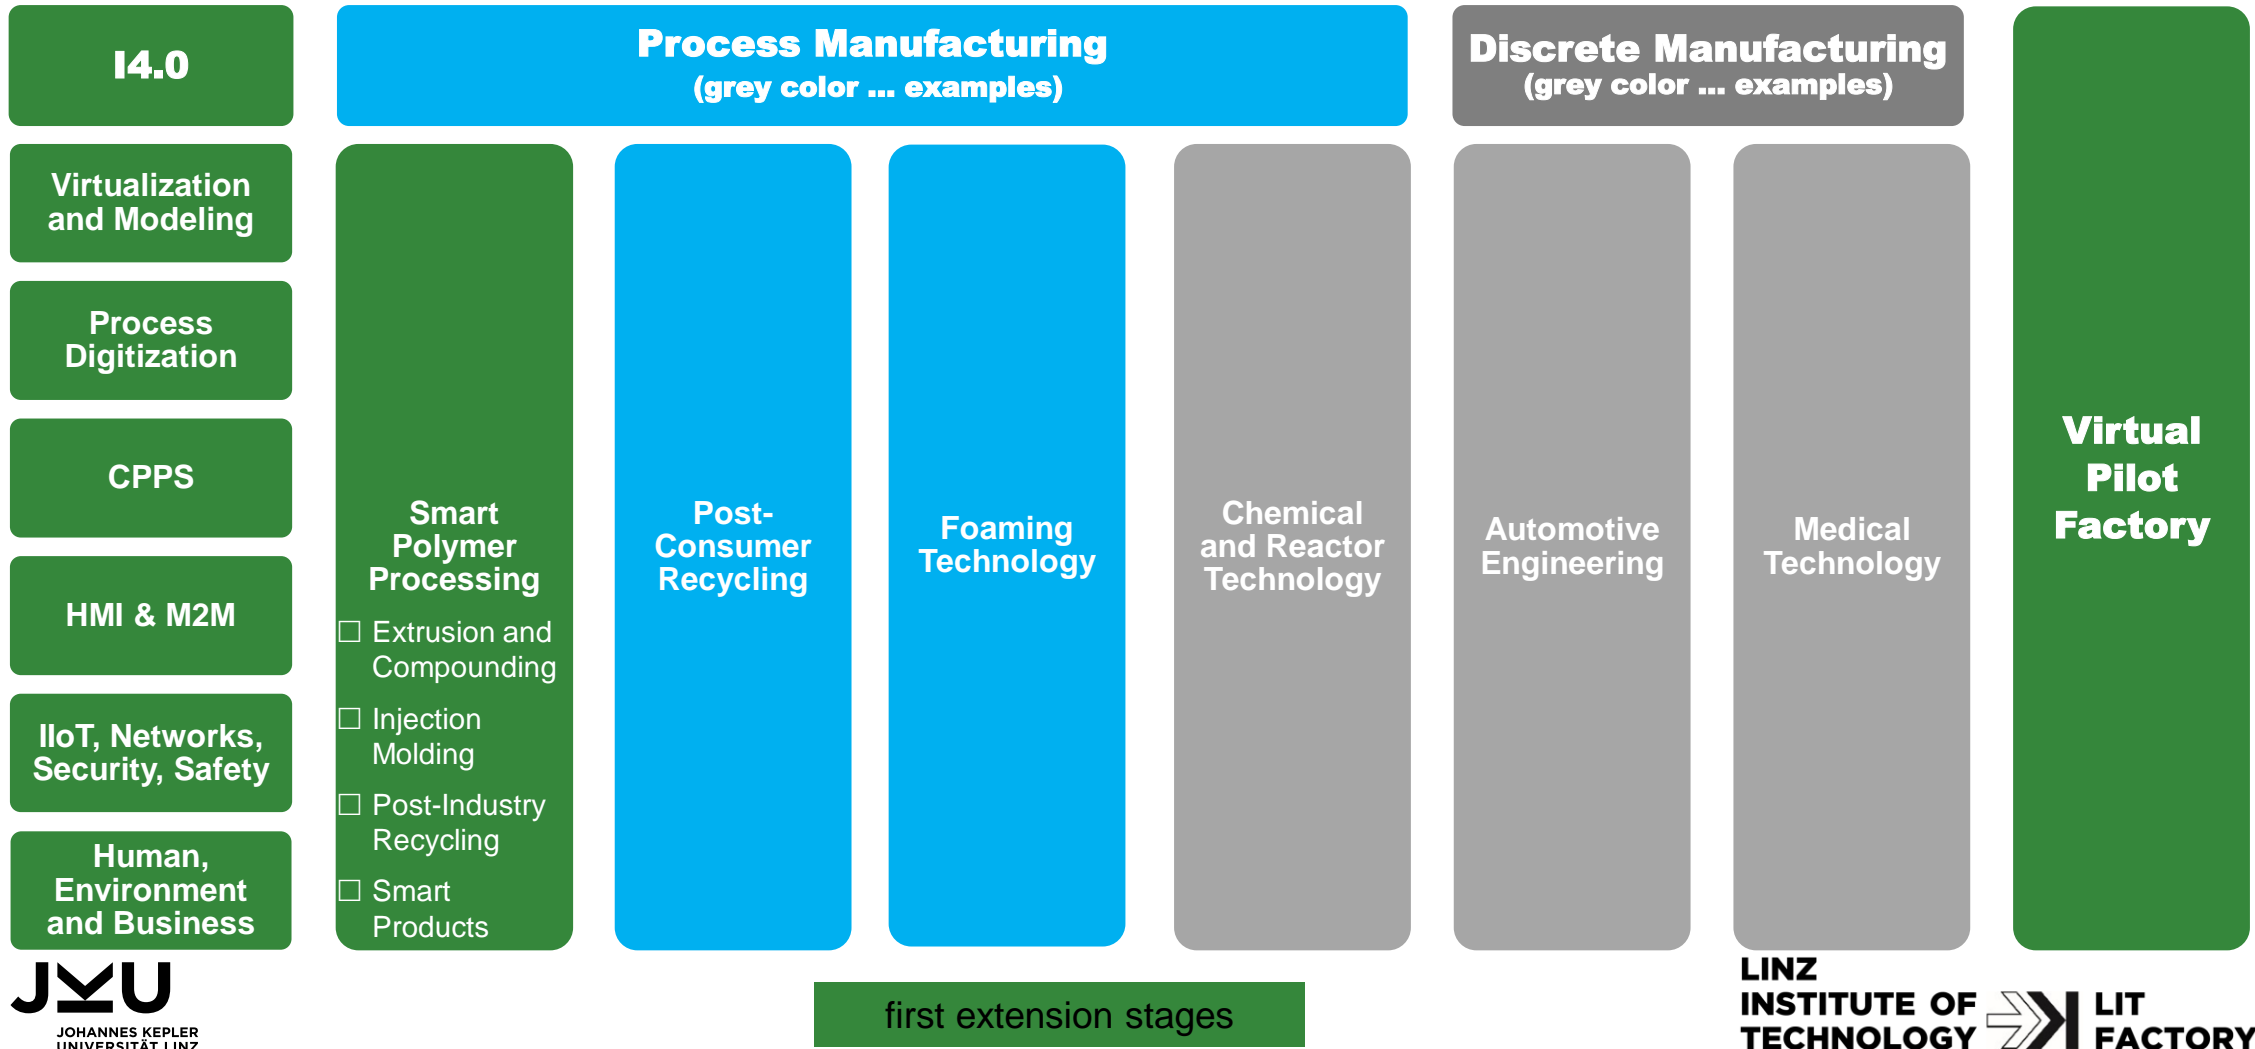 I4.0
Process Manufacturing
(grey color ... examples)
Discrete Manufacturing
(grey color ... examples)
Virtualization
and Modeling
Process
Digitization
CPPS
HMI & M2M
IIoT, Networks,
Security, Safety
Human,
Environment
and Business
Smart
Polymer
Processing
☐ Extrusion and
Compounding
☐ Injection
Molding
☐ Post-Industry
Recycling
☐ Smart
Products
Post-
Consumer
Recycling
Foaming
Technology
Chemical
and Reactor
Technology
Automotive
Engineering
Medical
Technology
Virtual
Pilot
Factory
JKU
JOHANNES KEPLER
UNIVERSITÄT LINZ
first extension stages
LINZ
INSTITUTE OF
TECHNOLOGY
LIT
FACTORY